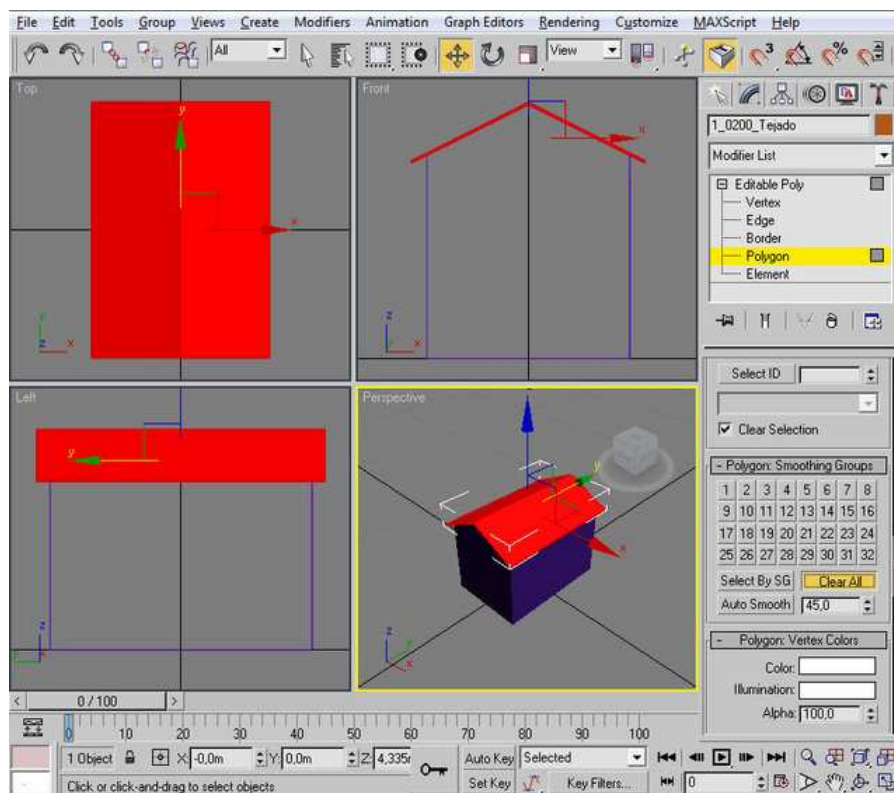 File Edit Tools Group Views Create Modifiers Animation Graph Editors Rendering Customize MAXScript Help
All View
Top
Front
Left
Perspective
y x
y x
x
z
z x
y
z
z
y
x
1_0200_Tejado
Modifier List
Editable Poly
Vertex
Edge
Border
Polygon
Element
Select ID
Clear Selection
- Polygon: Smoothing Groups
1 2 3 4 5 6 7 8
9 10 11 12 13 14 15 16
17 18 19 20 21 22 23 24
25 26 27 28 29 30 31 32
Select By SG Clear All
Auto Smooth 45,0
- Polygon: Vertex Colors
Color:
Illumination:
Alpha: 100,0
< 0 / 100 >
0 10 20 30 40 50 60 70 80 90 100
1 Object X: -0,0m Y: 0,0m Z: 4,335m Auto Key Selected
Click or click-and-drag to select objects Set Key Key Filters... 0